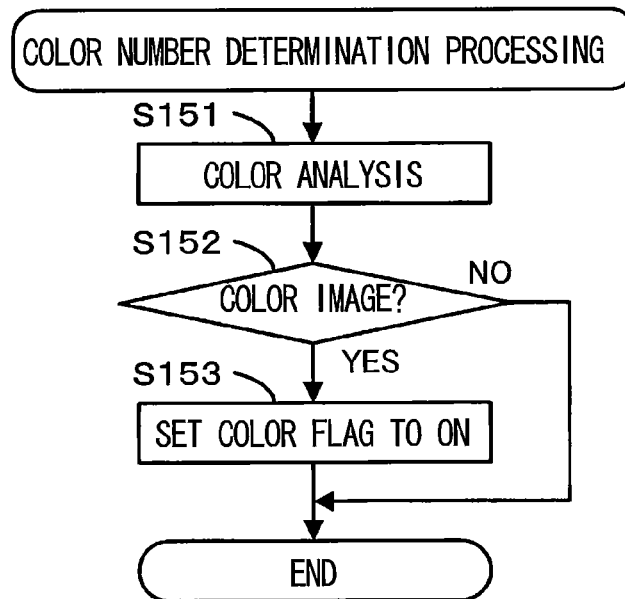 COLOR NUMBER DETERMINATION PROCESSING
S151
COLOR ANALYSIS
S152
COLOR IMAGE?
NO
YES
S153
SET COLOR FLAG TO ON
END